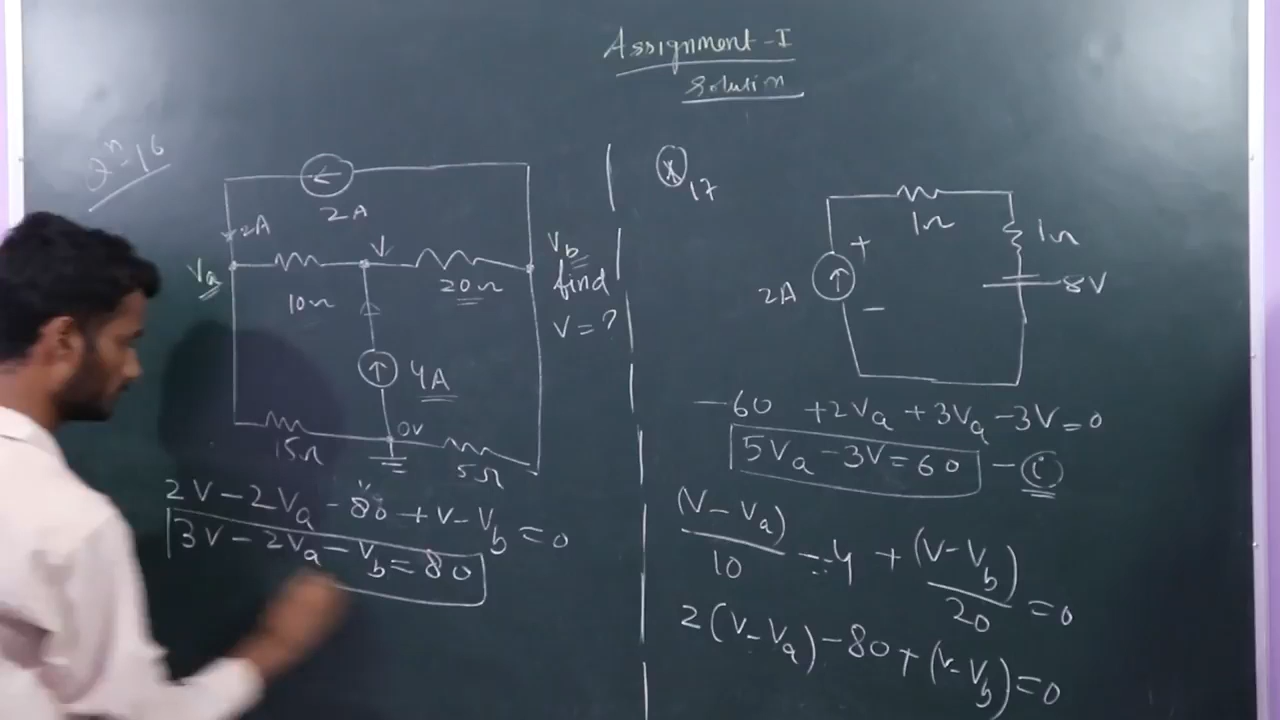 Assignment-I
Solution
Qⁿ-16
2A
2A
Va
10Ω
V
20Ω
Vb
find
V = ?
4A
15Ω
0V
5Ω
2V - 2Va - 80 + V - Vb = 0
3V - 2Va - Vb = 80
17
1Ω
1Ω
2A
+
-
8V
-60 +2Va + 3Va - 3V = 0
5Va - 3V = 60 - (i)
(V - Va)/10 - 4 + (V - Vb)/20 = 0
2(V - Va) - 80 + (V - Vb) = 0